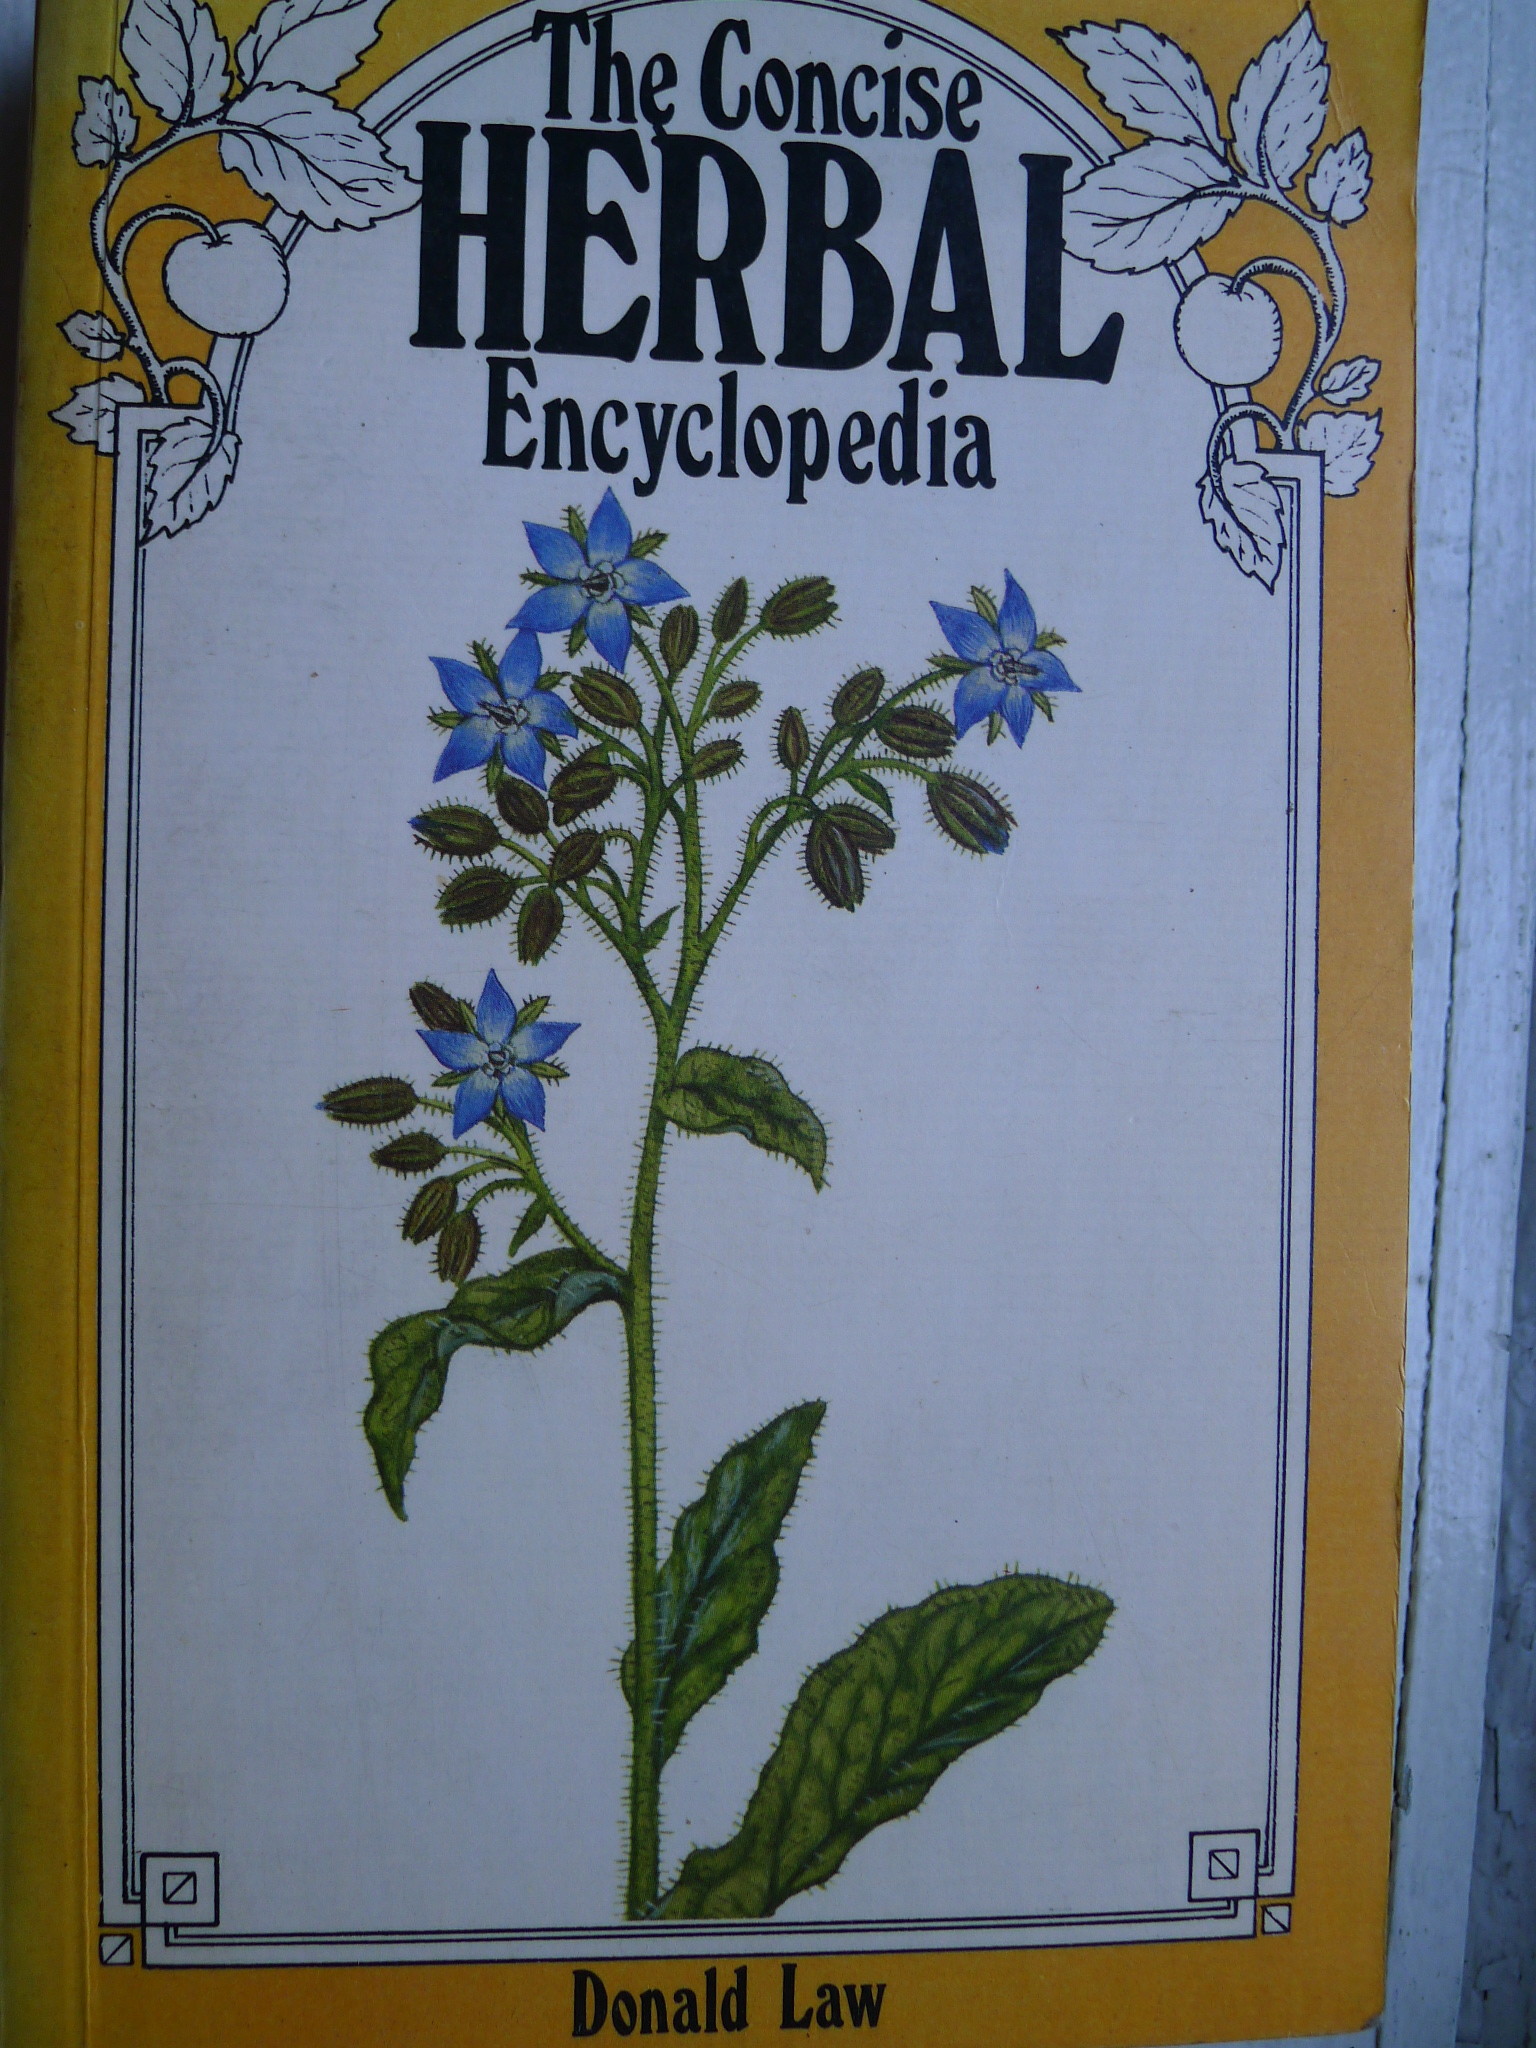 The Concise
HERBAL
Encyclopedia
Donald Law